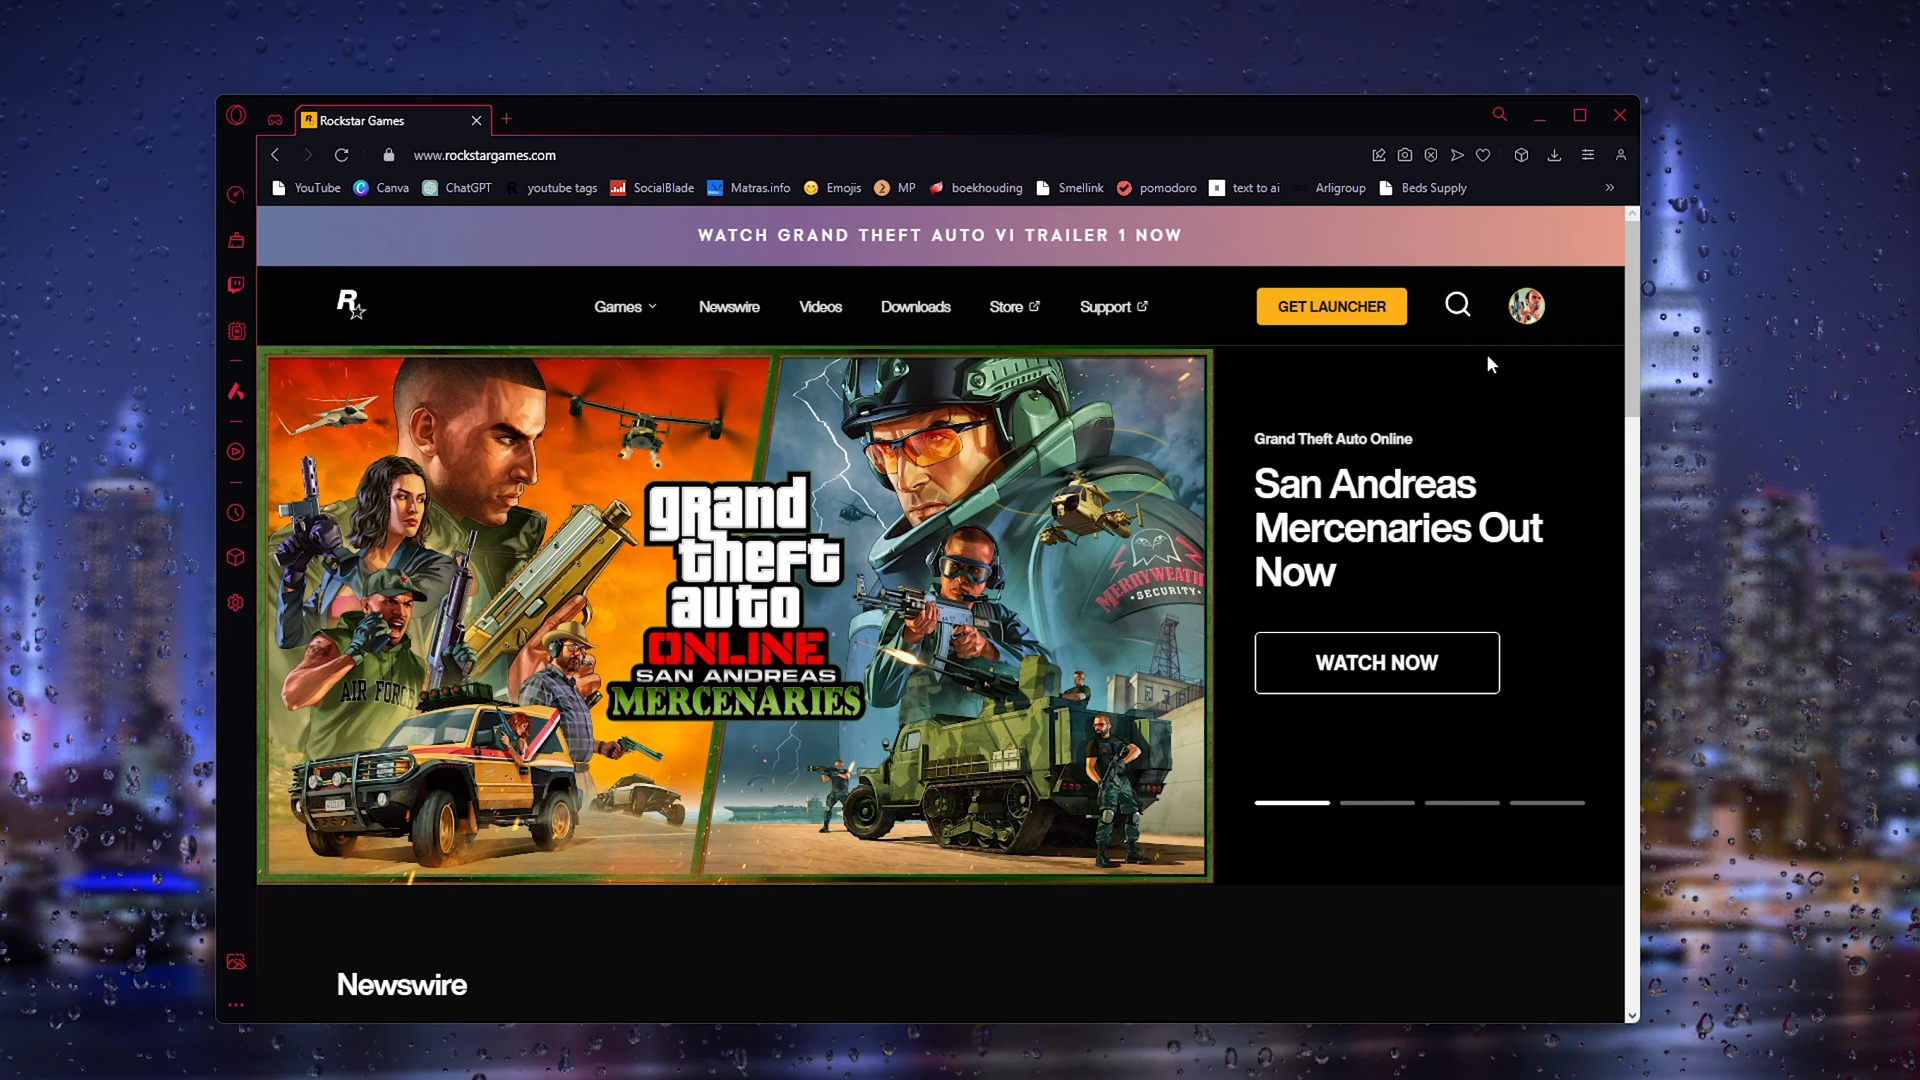 Rockstar Games
www.rockstargames.com
YouTube Canva ChatGPT youtube tags SocialBlade Matras.info Emojis MP boekhouding Smellink pomodoro text to ai Arligroup Beds Supply
WATCH GRAND THEFT AUTO VI TRAILER 1 NOW
R
Games Newswire Videos Downloads Store Support GET LAUNCHER
grand
theft
auto
ONLINE
SAN ANDREAS
MERCENARIES
AIR FORCE
MERRYWEATH
SECURITY
Grand Theft Auto Online
San Andreas
Mercenaries Out
Now
WATCH NOW
Newswire